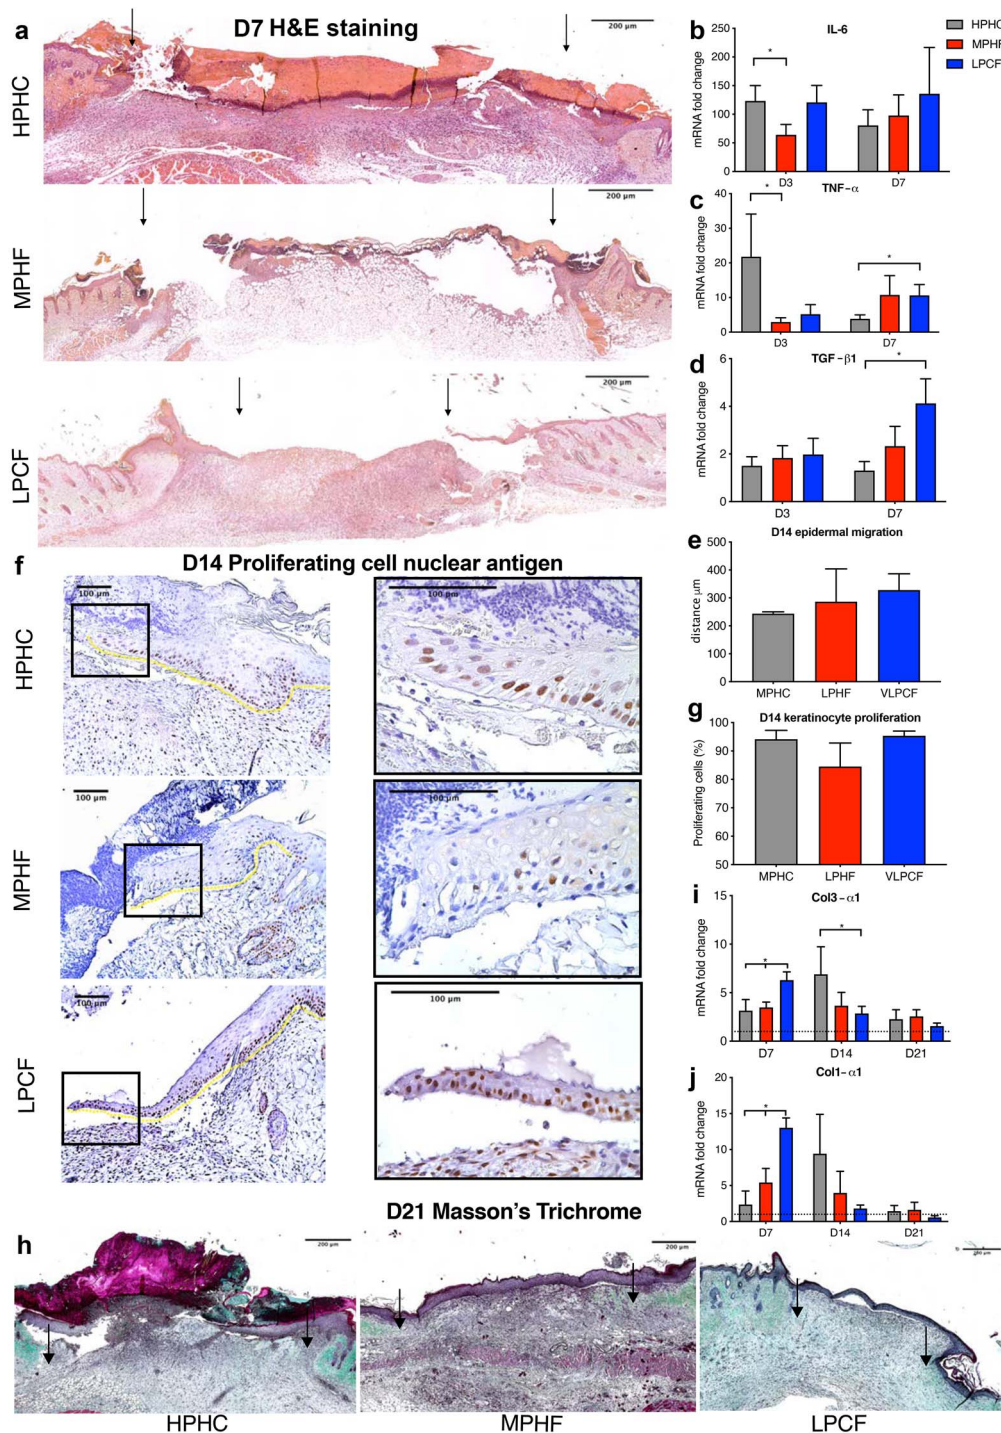 a
D7 H&E staining
200 μm
HPHC
200 μm
MPHF
200 μm
LPCF
b
IL-6
mRNA fold change
200
150
100
50
0
D3
D7
HPHC
MPHF
LPCF
*
c
TNF-α
mRNA fold change
40
30
20
10
0
D3
D7
*
*
d
TGF-β1
mRNA fold change
6
4
2
0
D3
D7
*
e
D14 epidermal migration
distance μm
500
400
300
200
100
0
MPHC
LPHF
VLPCF
f
D14 Proliferating cell nuclear antigen
HPHC
100 μm
100 μm
MPHF
100 μm
100 μm
LPCF
100 μm
100 μm
g
D14 keratinocyte proliferation
Proliferating cells (%)
100
90
80
70
60
50
MPHC
LPHF
VLPCF
i
Col3-α1
mRNA fold change
15
10
5
0
D7
D14
D21
*
*
j
Col1-α1
mRNA fold change
20
15
10
5
0
D7
D14
D21
*
h
D21 Masson's Trichrome
200 μm
200 μm
200 μm
HPHC
MPHF
LPCF